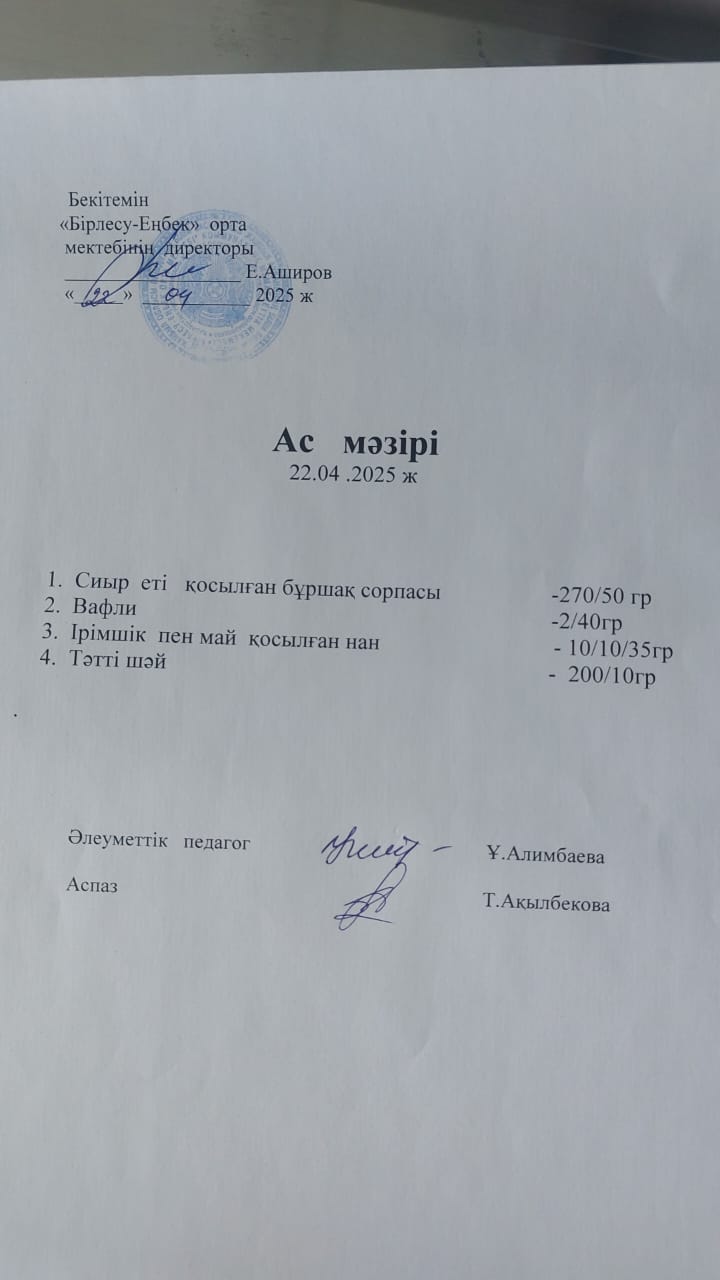 Бекітемін
«Бірлесу-Еңбек» орта
мектебінің директоры
______________ Е.Аширов
« 22 » 04 2025 ж
Ас мәзірі
22.04 .2025 ж
1. Сиыр еті қосылған бұршақ сорпасы -270/50 гр
2. Вафли -2/40гр
3. Ірімшік пен май қосылған нан - 10/10/35гр
4. Тәтті шәй - 200/10гр
Әлеуметтік педагог Ұ.Алимбаева
Аспаз Т.Ақылбекова